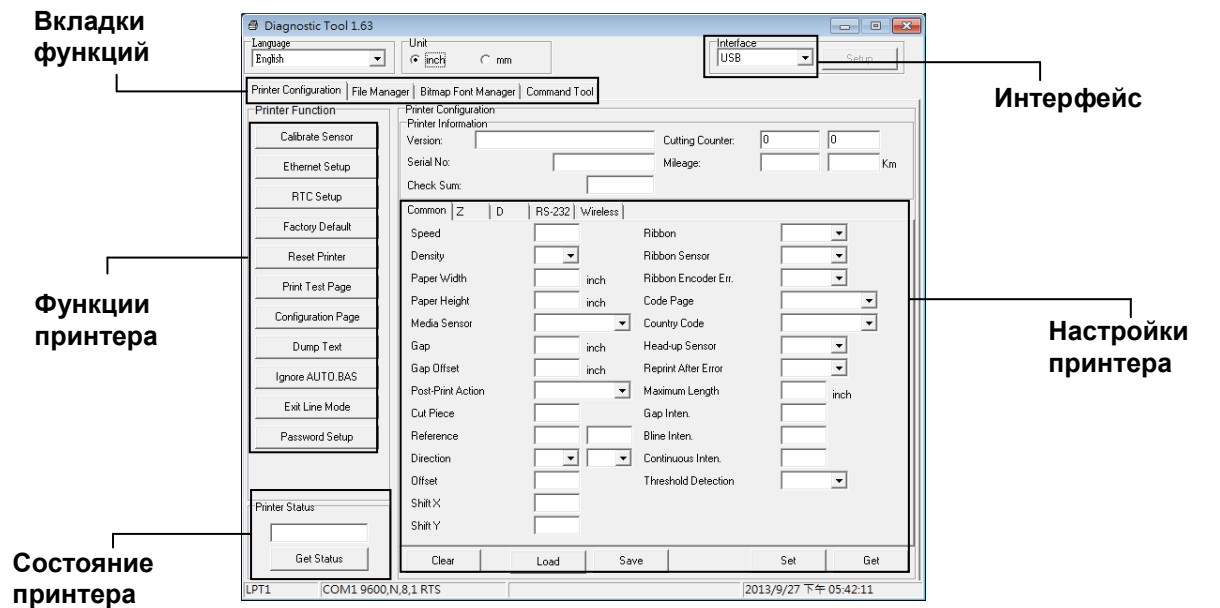 Вкладки
функций
Diagnostic Tool 1.63
Language
English
Unit
inch
mm
Interface
USB
Setup
Интерфейс
Printer Configuration
File Manager
Bitmap Font Manager
Command Tool
Printer Function
Calibrate Sensor
Ethernet Setup
RTC Setup
Factory Default
Reset Printer
Print Test Page
Configuration Page
Dump Text
Ignore AUTO.BAS
Exit Line Mode
Password Setup
Функции
принтера
Printer Configuration
Printer Information
Version:
Cutting Counter:
0
0
Serial No:
Mileage:
Km
Check Sum:
Common
Z
D
RS-232
Wireless
Speed
Ribbon
Density
Ribbon Sensor
Paper Width
inch
Ribbon Encoder Err.
Paper Height
inch
Code Page
Media Sensor
Country Code
Gap
inch
Head-up Sensor
Gap Offset
inch
Reprint After Error
Post-Print Action
Maximum Length
inch
Cut Piece
Gap Inten.
Reference
Bline Inten.
Direction
Continuous Inten.
Offset
Threshold Detection
Shift X
Shift Y
Clear
Load
Save
Set
Get
Настройки
принтера
Printer Status
Get Status
Состояние
принтера
LPT1
COM1 9600,N,8,1 RTS
2013/9/27 下午 05:42:11